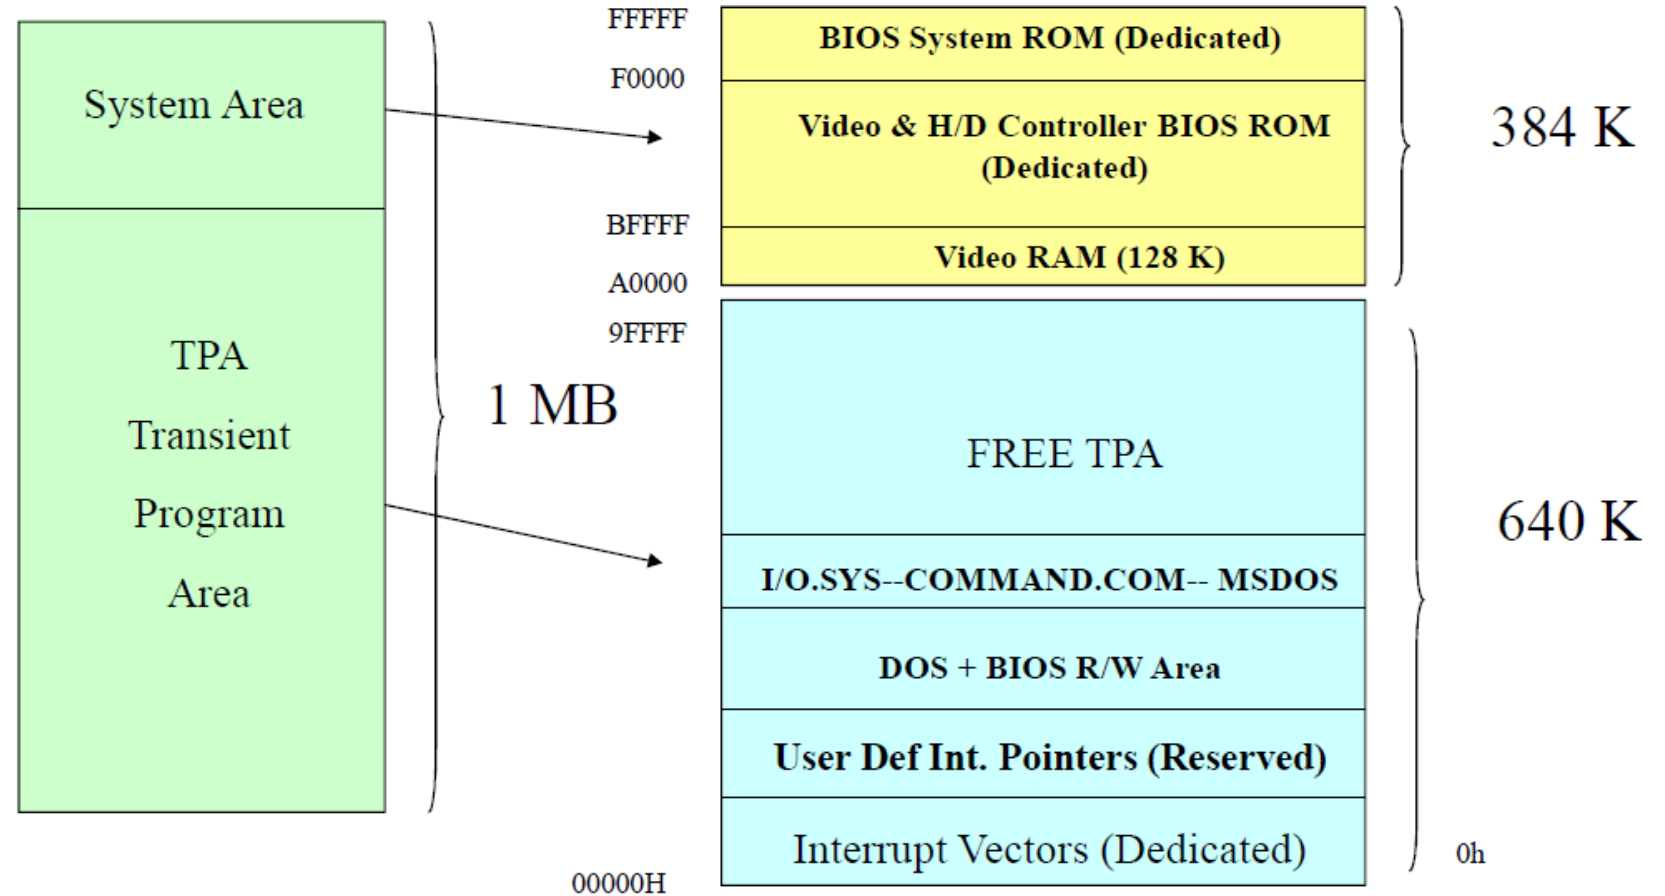 System Area
TPA
Transient
Program
Area
1 MB
FFFFF
F0000
BFFFF
A0000
9FFFF
00000H
BIOS System ROM (Dedicated)
Video & H/D Controller BIOS ROM
(Dedicated)
Video RAM (128 K)
FREE TPA
I/O.SYS--COMMAND.COM-- MSDOS
DOS + BIOS R/W Area
User Def Int. Pointers (Reserved)
Interrupt Vectors (Dedicated)
384 K
640 K
0h